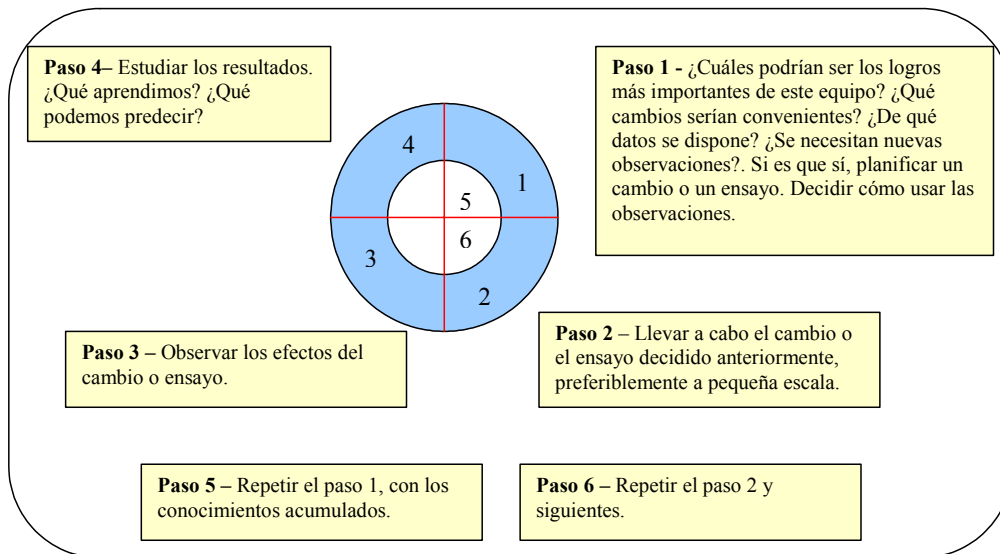 Paso 4– Estudiar los resultados.
¿Qué aprendimos? ¿Qué
podemos predecir?
Paso 1 - ¿Cuáles podrían ser los logros
más importantes de este equipo? ¿Qué
cambios serían convenientes? ¿De qué
datos se dispone? ¿Se necesitan nuevas
observaciones?. Si es que sí, planificar un
cambio o un ensayo. Decidir cómo usar las
observaciones.
4
1
5
6
3
2
Paso 3 – Observar los efectos del
cambio o ensayo.
Paso 2 – Llevar a cabo el cambio o
el ensayo decidido anteriormente,
preferiblemente a pequeña escala.
Paso 5 – Repetir el paso 1, con los
conocimientos acumulados.
Paso 6 – Repetir el paso 2 y
siguientes.